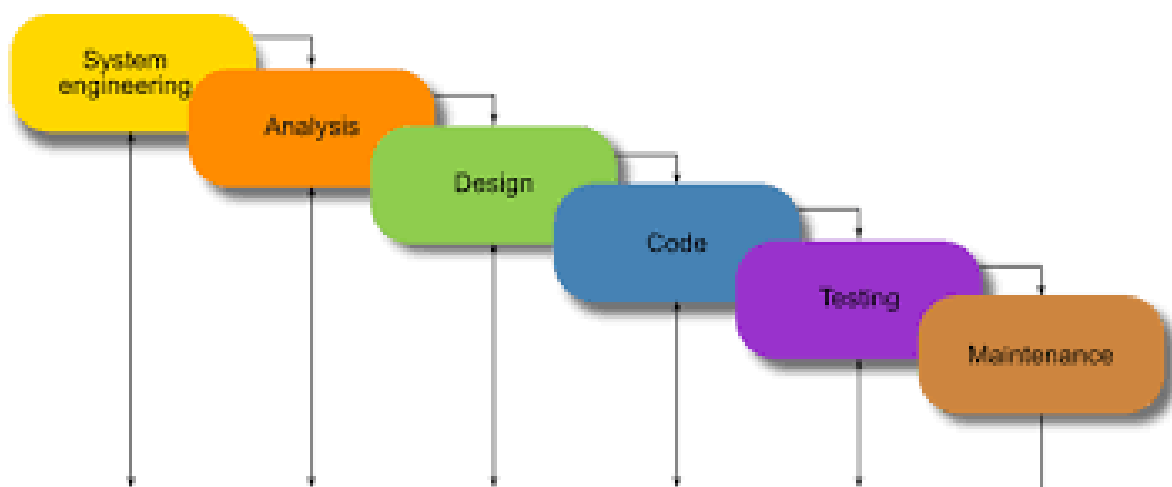 System
engineering
Analysis
Design
Code
Testing
Maintenance